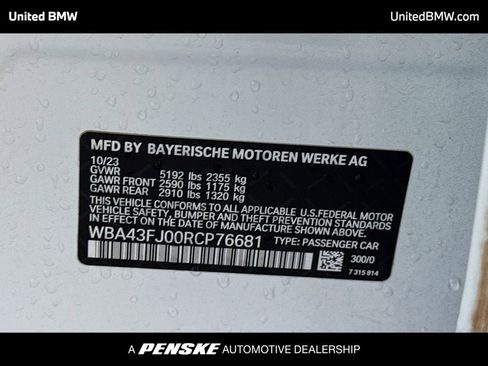 United BMW
UnitedBMW.com
MFD BY BAYERISCHE MOTOREN WERKE AG
10/23
GVWR 5192 lbs 2355 kg
GAWR FRONT 2590 lbs 1175 kg
GAWR REAR 2910 lbs 1320 kg
THIS VEHICLE CONFORMS TO ALL APPLICABLE U.S. FEDERAL MOTOR
VEHICLE SAFETY, BUMPER, AND THEFT PREVENTION STANDARDS
IN EFFECT ON THE DATE OF MANUFACTURE SHOWN ABOVE.
WBA43FJ00RCP76681 TYPE: PASSENGER CAR
300/0
7 315 814
A PENSKE AUTOMOTIVE DEALERSHIP